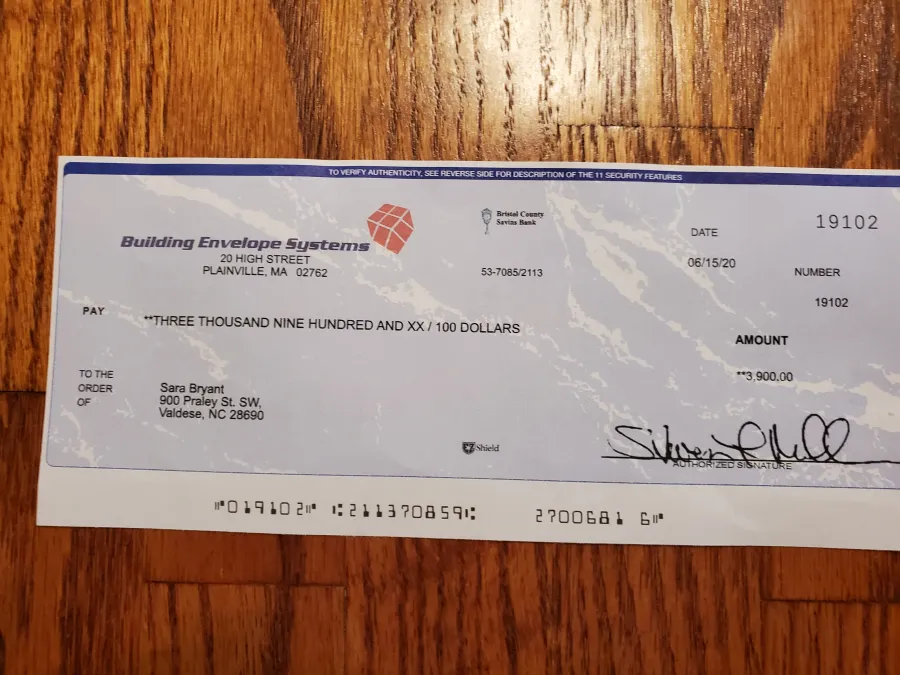 TO VERIFY AUTHENTICITY, SEE REVERSE SIDE FOR DESCRIPTION OF THE 11 SECURITY FEATURES
Building Envelope Systems
20 HIGH STREET
PLAINVILLE, MA 02762
Bristol County
Savins Bank
53-7085/2113
DATE
06/15/20
19102
NUMBER
19102
PAY
**THREE THOUSAND NINE HUNDRED AND XX / 100 DOLLARS
AMOUNT
**3,900.00
TO THE
ORDER
OF
Sara Bryant
900 Praley St. SW,
Valdese, NC 28690
Shield
AUTHORIZED SIGNATURE
⑈019102⑈ ⑆211370859⑆ 2700681 6⑈